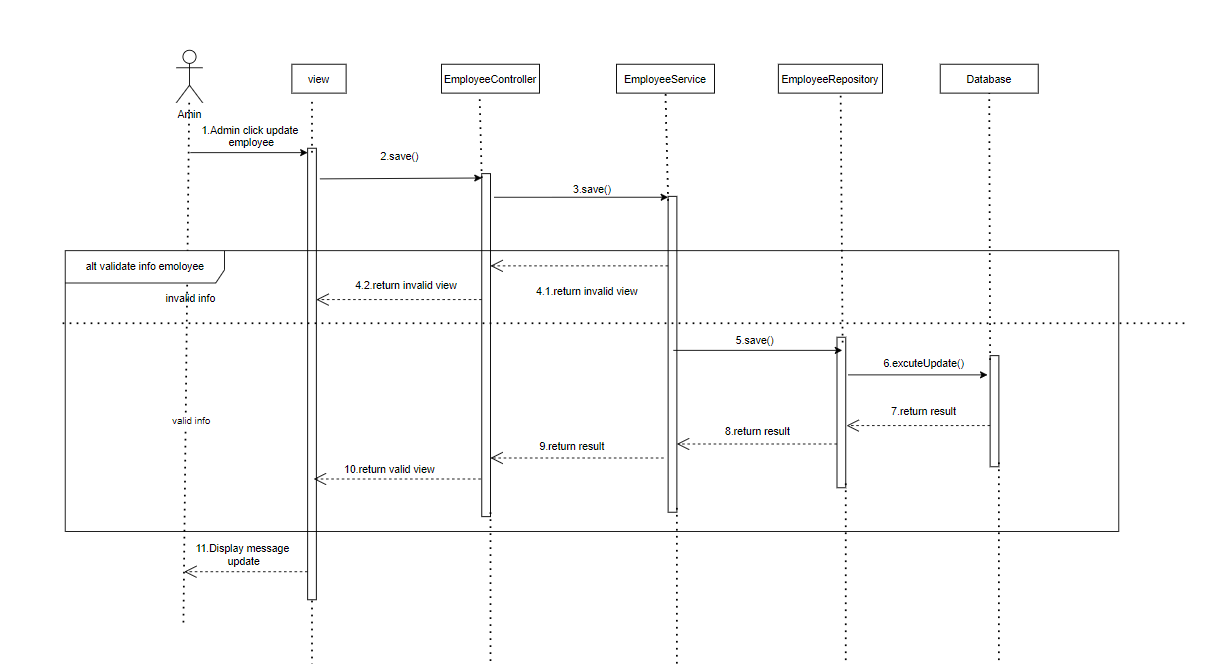 view
EmployeeController
EmployeeService
EmployeeRepository
Database
Amin
1.Admin click update
employee
2.save()
3.save()
alt validate info emoloyee
4.2.return invalid view
4.1.return invalid view
invalid info
5.save()
6.excuteUpdate()
7.return result
valid info
8.return result
9.return result
10.return valid view
11.Display message
update